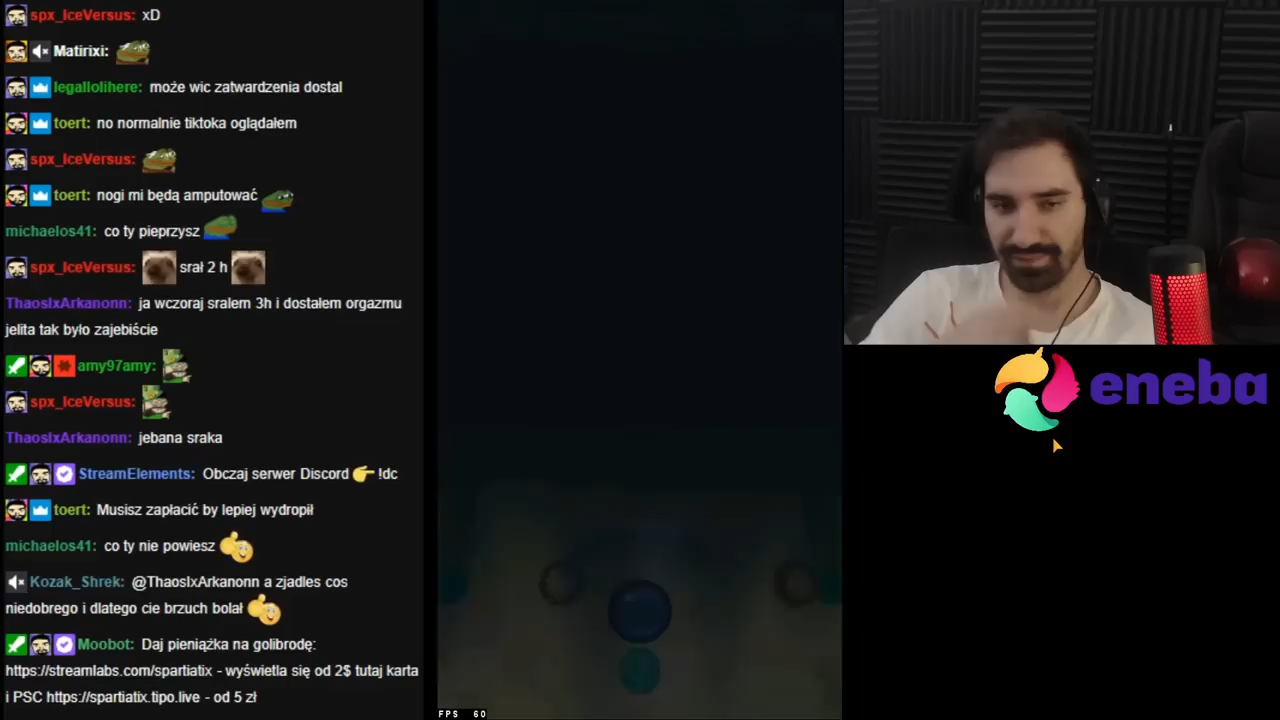 spx_IceVersus: xD
Matirixi:
legallolihere: może wic zatwardzenia dostal
toert: no normalnie tiktoka oglądałem
spx_IceVersus:
toert: nogi mi będą amputować
michaelos41: co ty pieprzysz
spx_IceVersus: srał 2 h
ThaosIxArkanonn: ja wczoraj sralem 3h i dostałem orgazmu
jelita tak było zajebiście
amy97amy:
spx_IceVersus:
ThaosIxArkanonn: jebana sraka
StreamElements: Obczaj serwer Discord !dc
toert: Musisz zapłacić by lepiej wydropił
michaelos41: co ty nie powiesz
Kozak_Shrek: @ThaosIxArkanonn a zjadles cos
niedobrego i dlatego cie brzuch bolał
Moobot: Daj pieniążka na golibrodę:
https://streamlabs.com/spartiatix - wyświetla się od 2$ tutaj karta
i PSC https://spartiatix.tipo.live - od 5 zł
FPS 60
eneba